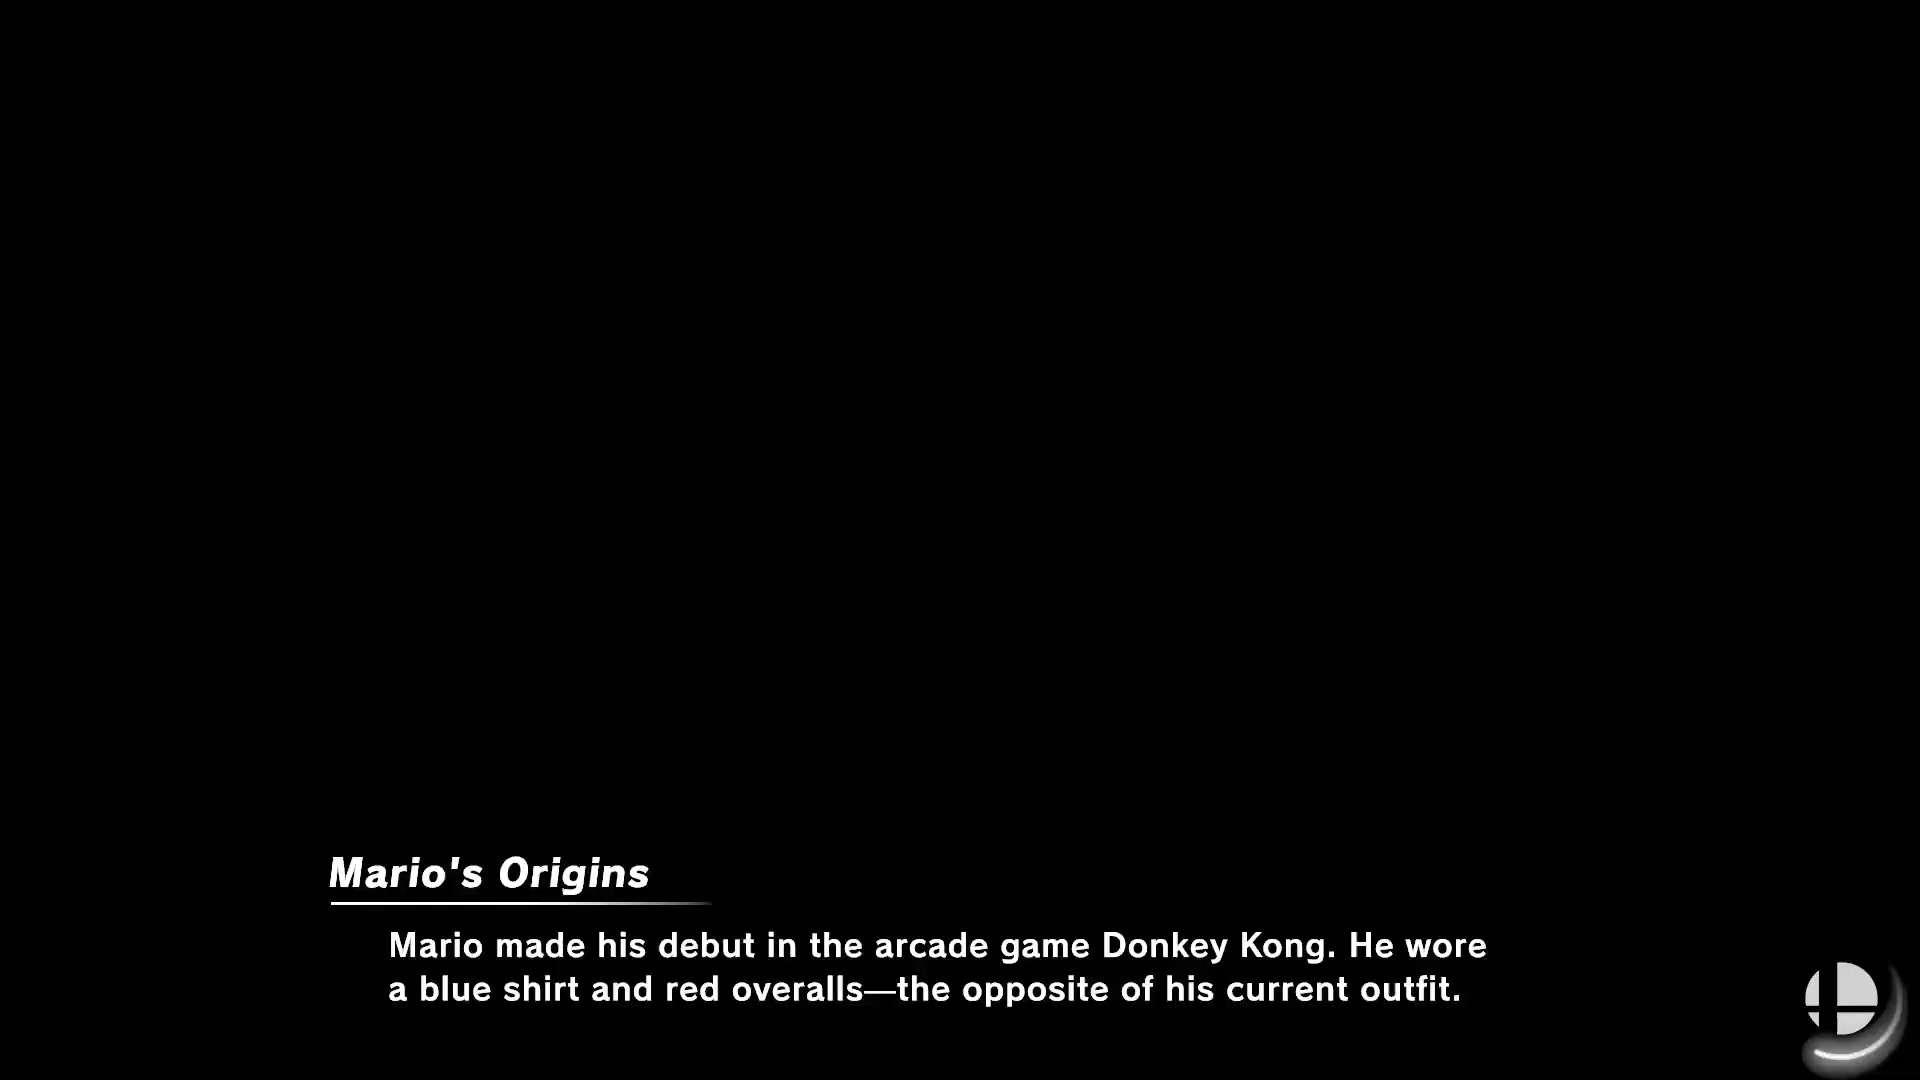 Mario's Origins
Mario made his debut in the arcade game Donkey Kong. He wore
a blue shirt and red overalls—the opposite of his current outfit.